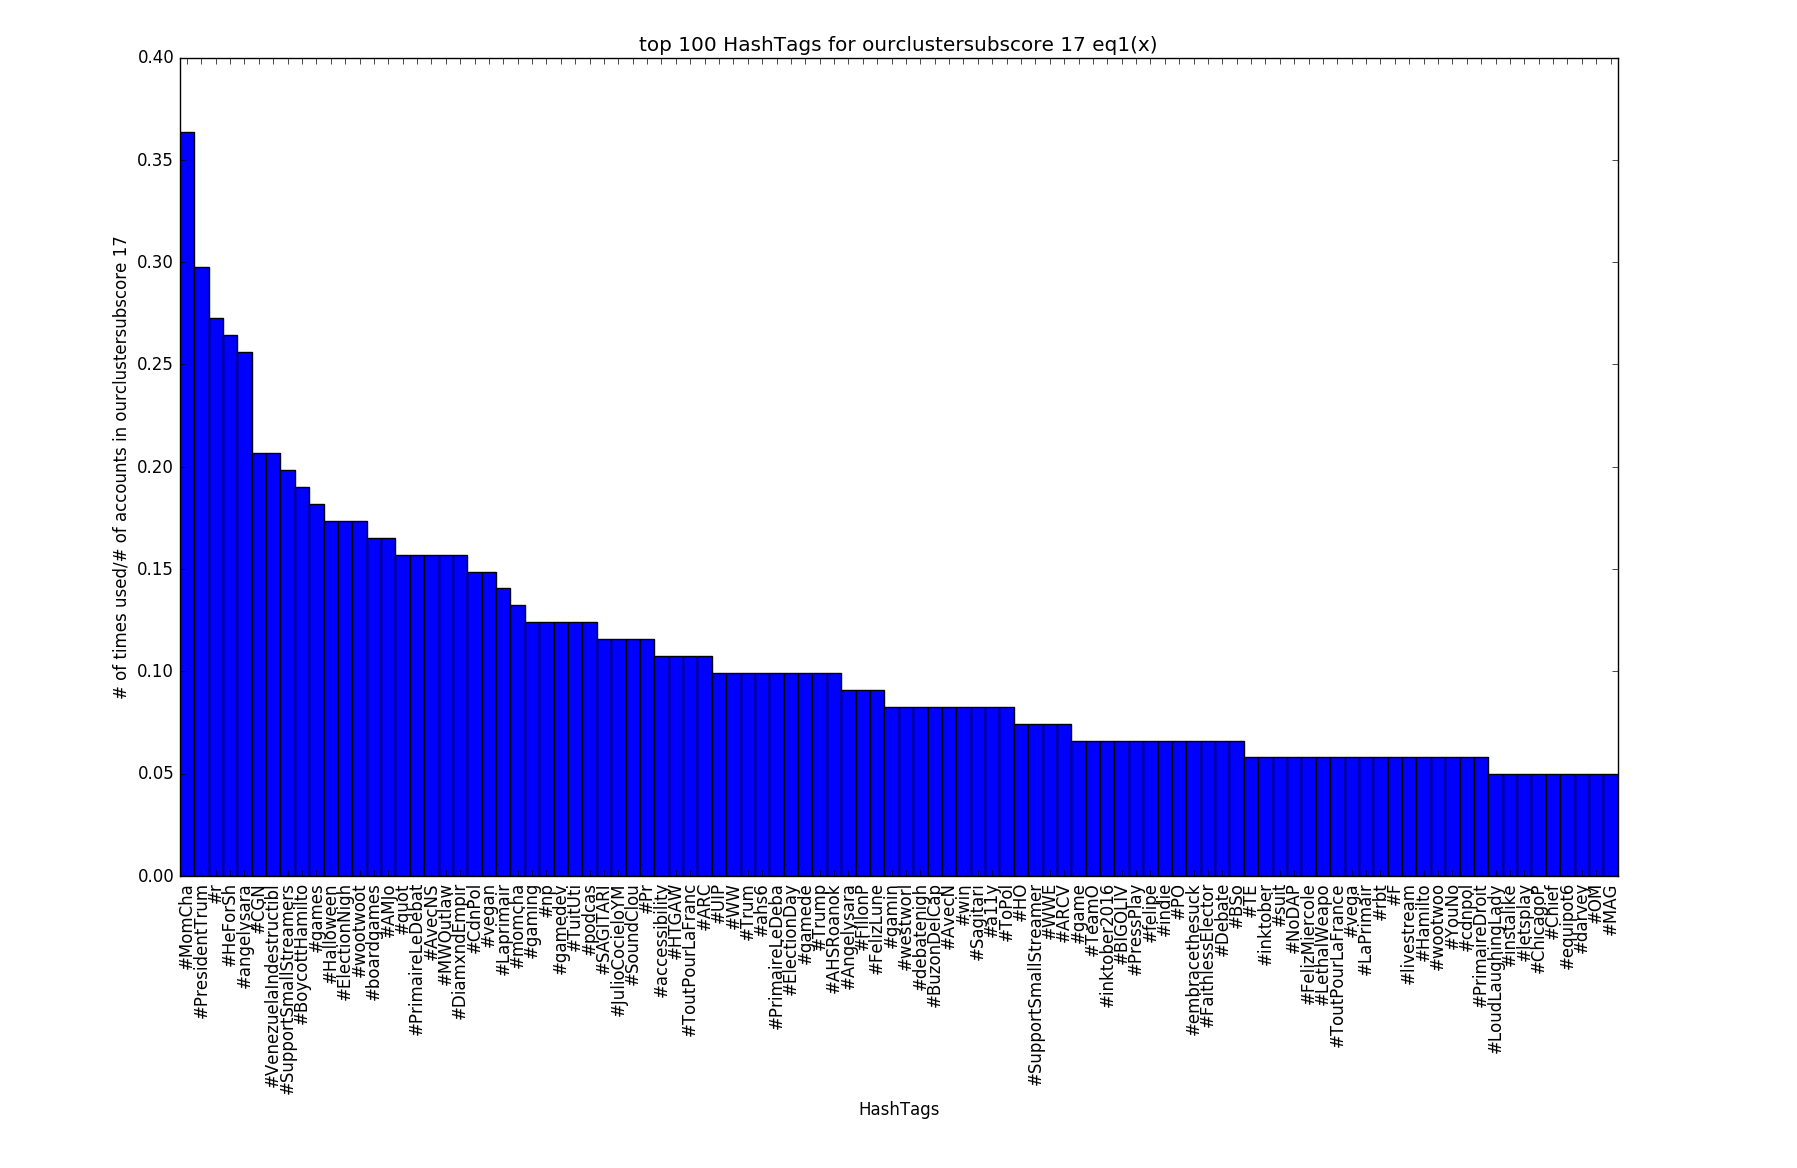 top 100 HashTags for ourclustersubscore 17 eq1(x)
# of times used/# of accounts in ourclustersubscore 17
0.40
0.35
0.30
0.25
0.20
0.15
0.10
0.05
0.00
#MomCha
#PresidentTrum
#r
#HeForSh
#angelysara
#CGN
#VenezuelaIndestructibl
#SupportSmallStreamers
#BoycottHamilto
#games
#Halloween
#ElectionNigh
#wootwoot
#boardgames
#AMJo
#quot
#PrimaireLeDebat
#AvecNS
#MWOutlaw
#DiamxndEmpir
#CdnPol
#vegan
#Laprimair
#momcha
#gaming
#np
#gamedev
#TuitUti
#podcas
#SAGITARI
#JulioCocielloYM
#SoundClou
#Pr
#accessibility
#HTGAW
#ToutPourLaFranc
#ARC
#UIP
#WW
#Trum
#ahs6
#PrimaireLeDeba
#ElectionDay
#gamede
#Trump
#AHSRoanok
#Angelysara
#FillonP
#FelizLune
#gamin
#westworl
#debatenigh
#BuzonDelCap
#AvecN
#win
#Sagitari
#a11y
#ToPol
#HO
#SupportSmallStreamer
#WWE
#ARCV
#game
#TeamO
#inktober2016
#BIGOLIV
#PressPlay
#felipe
#indie
#PO
#embracethesuck
#FaithlessElector
#Debate
#BSo
#TE
#inktober
#suit
#NoDAP
#FelizMiercole
#LethalWeapo
#ToutPourLaFrance
#vega
#LaPrimair
#rbt
#F
#livestream
#Hamilto
#wootwoo
#YouNo
#cdnpol
#PrimaireDroit
#LoudLaughingLady
#instalike
#letsplay
#ChicagoP
#Chief
#equipot6
#darvey
#OM
#MAG
HashTags